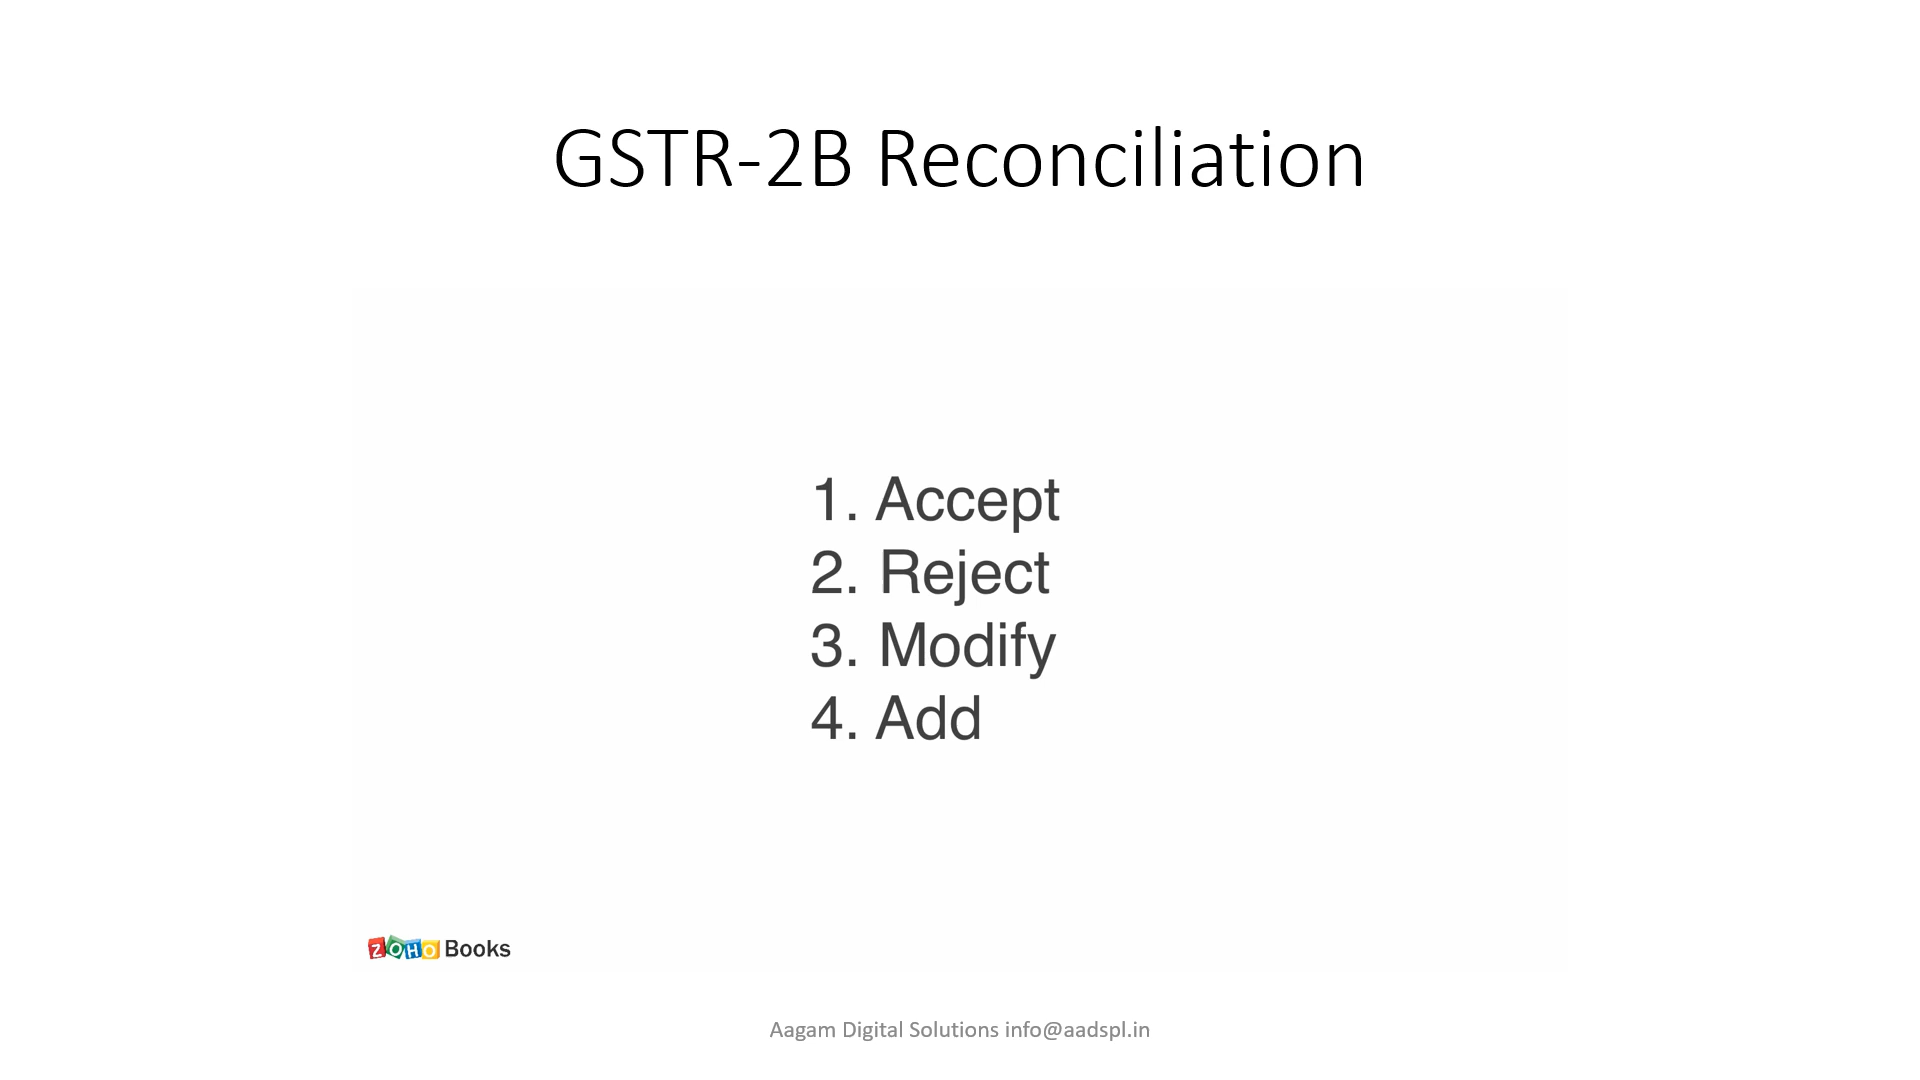 GSTR-2B Reconciliation
1. Accept
2. Reject
3. Modify
4. Add
ZOHO Books
Aagam Digital Solutions info@aadspl.in